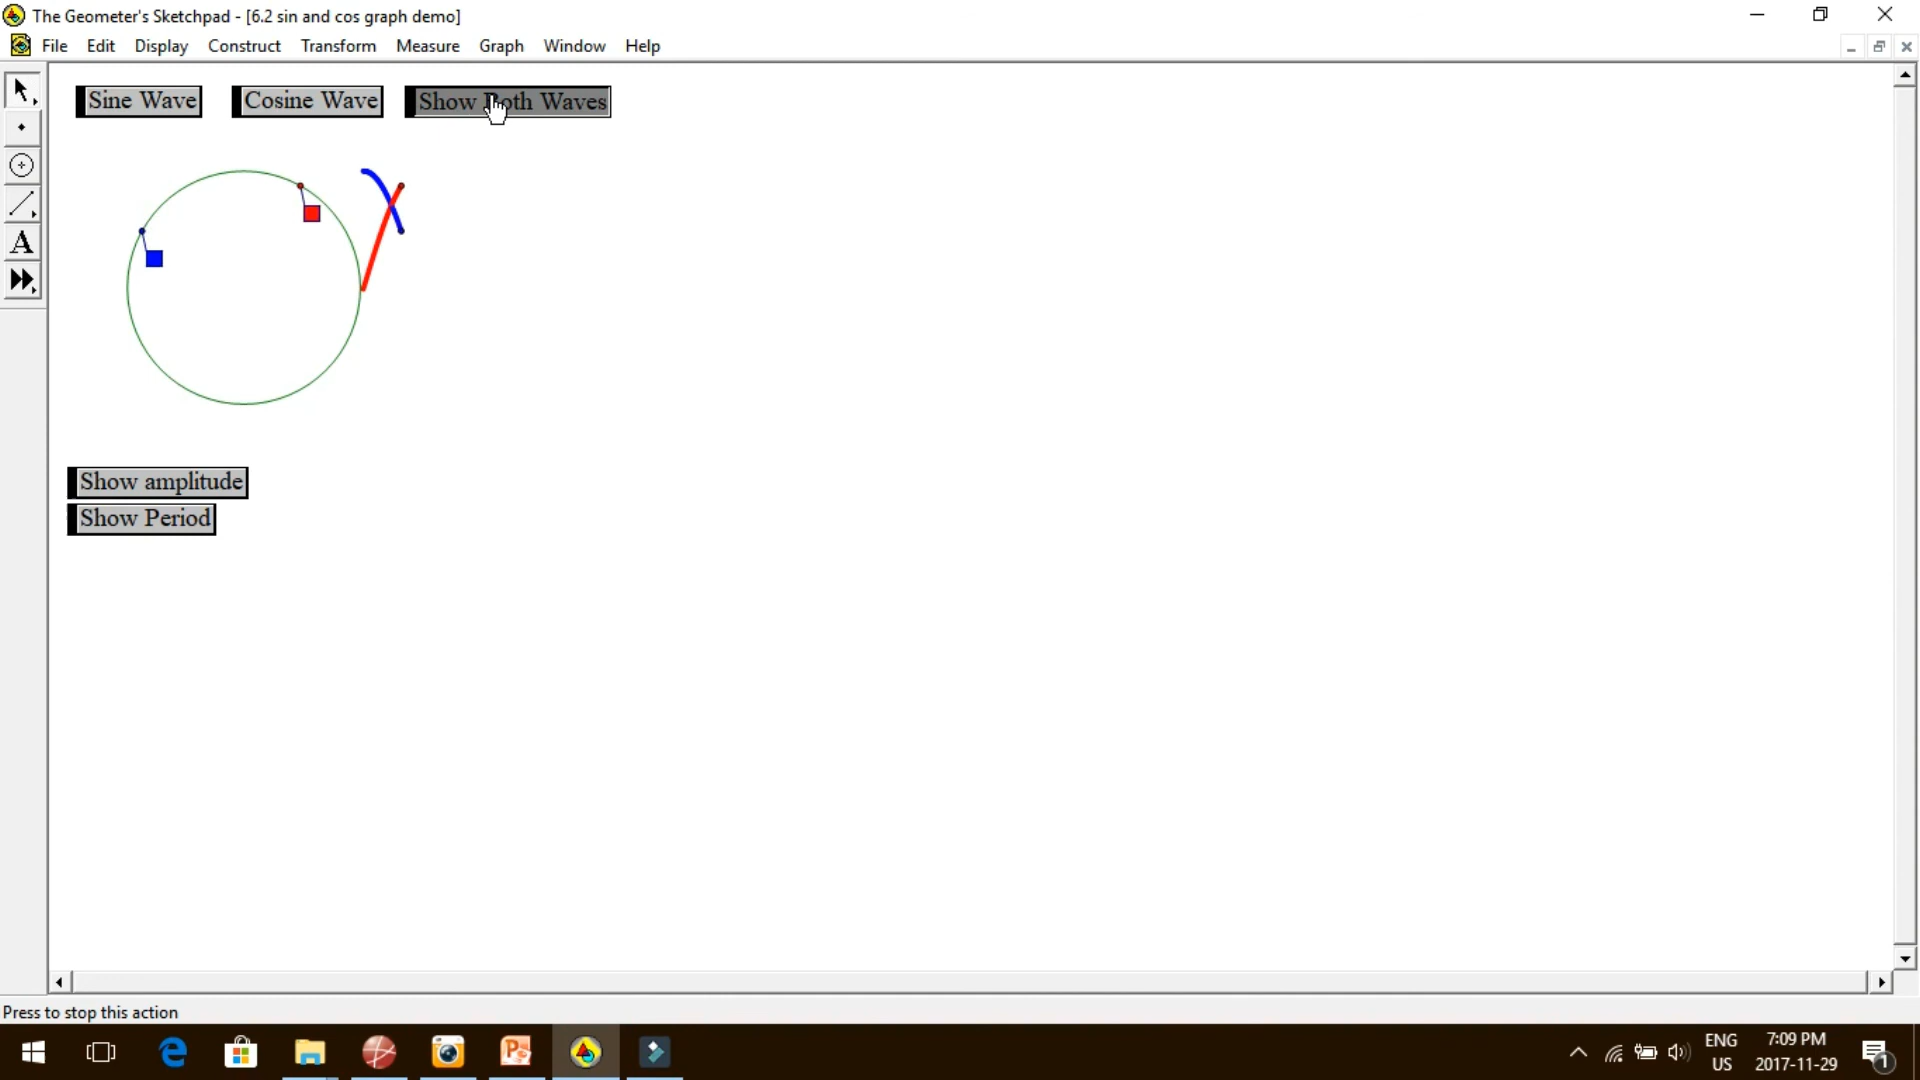 The Geometer's Sketchpad - [6.2 sin and cos graph demo]
File Edit Display Construct Transform Measure Graph Window Help
Sine Wave Cosine Wave Show Both Waves
A
Show amplitude
Show Period
Press to stop this action
ENG 7:09 PM
US 2017-11-29 1